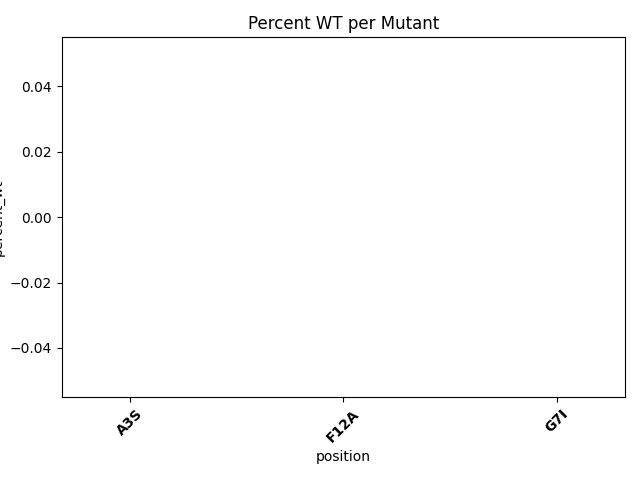 Percent WT per Mutant
0.04
0.02
0.00
−0.02
−0.04
percent_wt
A3S
F12A
G7I
position